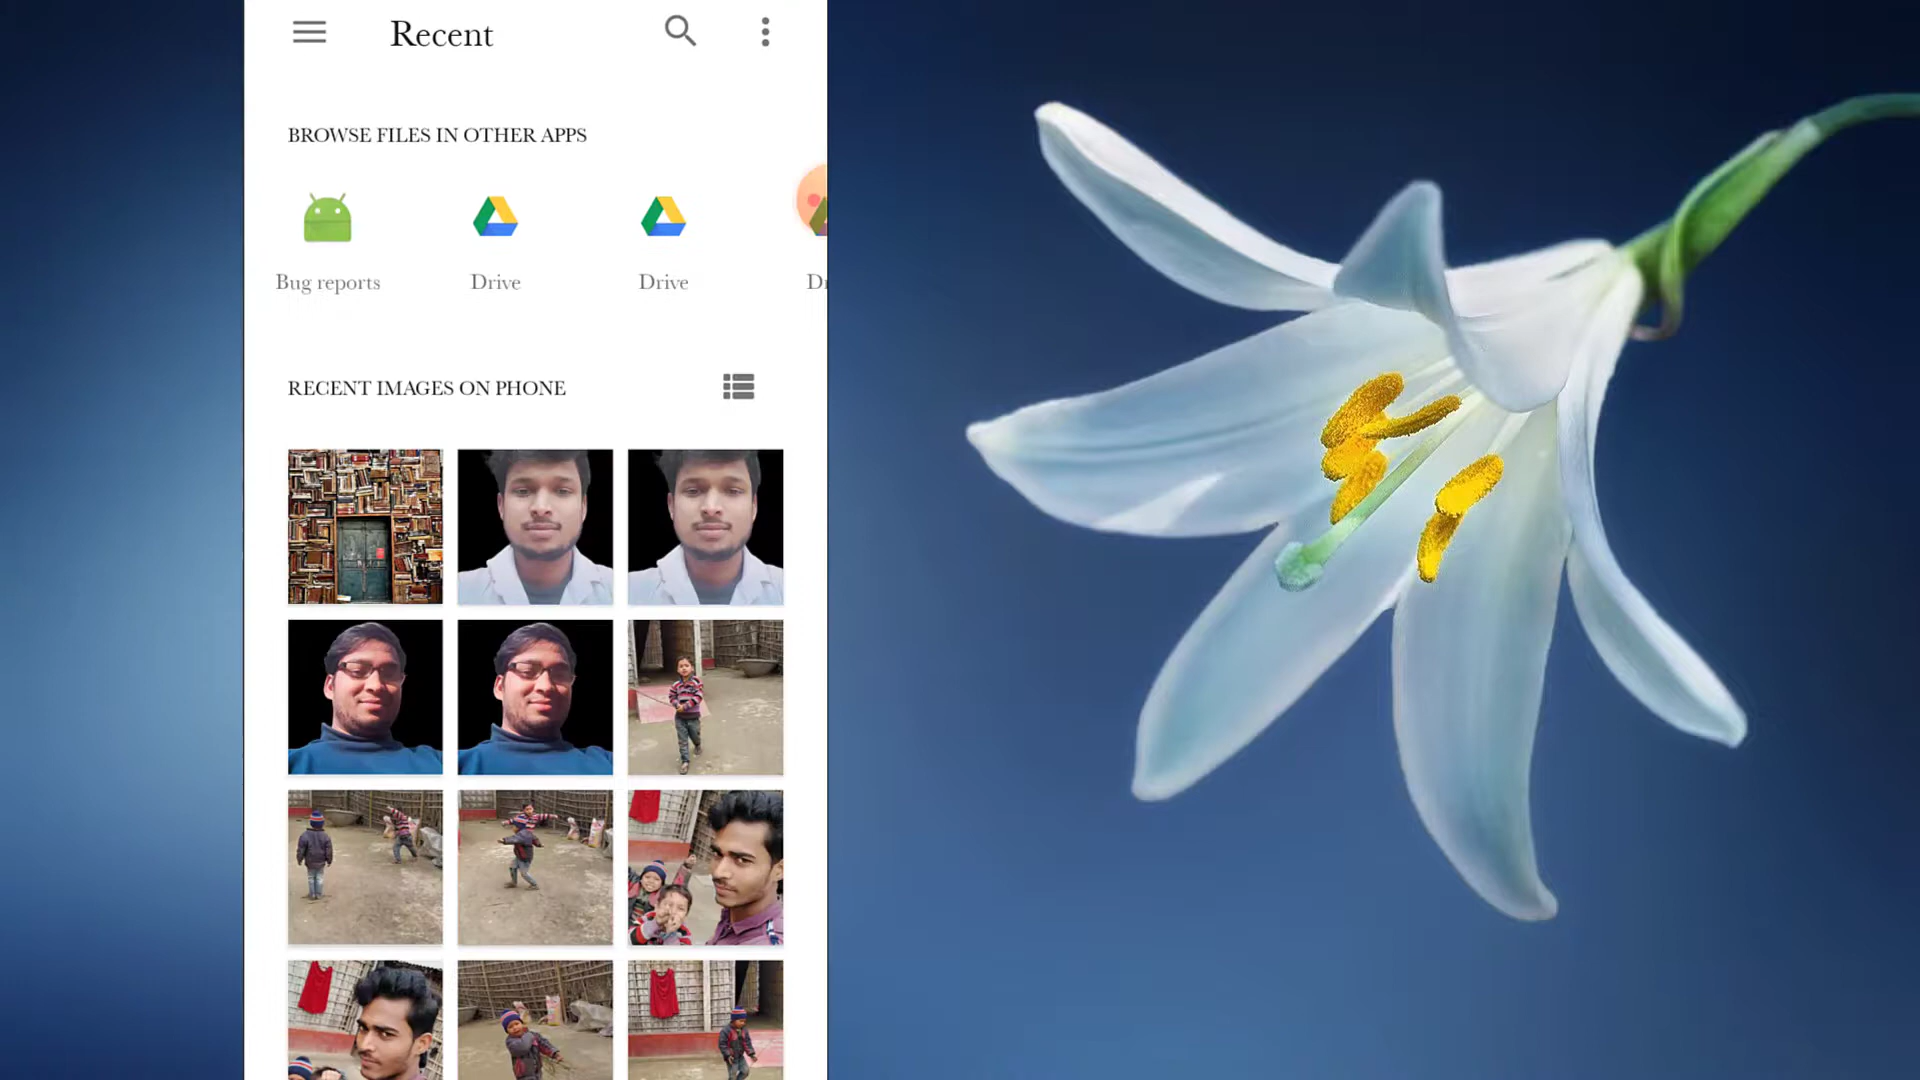 Recent
BROWSE FILES IN OTHER APPS
Bug reports
Drive
Drive
RECENT IMAGES ON PHONE